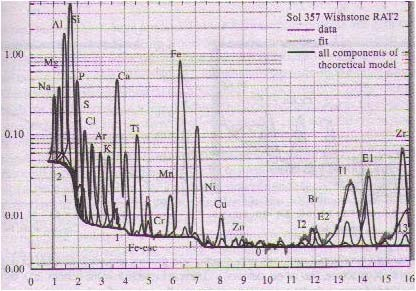 Sol 357 Wishstone RAT2
data
fit
all components of
theoretical model
Si
Al
1.00
Fe
Mg
Na
P
Ca
S
Cl
0.10
Ti
Ar
K
Zr
E1
I1
2
1
Mn
Ni
Br
Cu
E2
0.01
Cr
Zn
I2
I3
1
Fe-esc
1
0
0.00
0 1 2 3 4 5 6 7 8 9 10 11 12 13 14 15 16